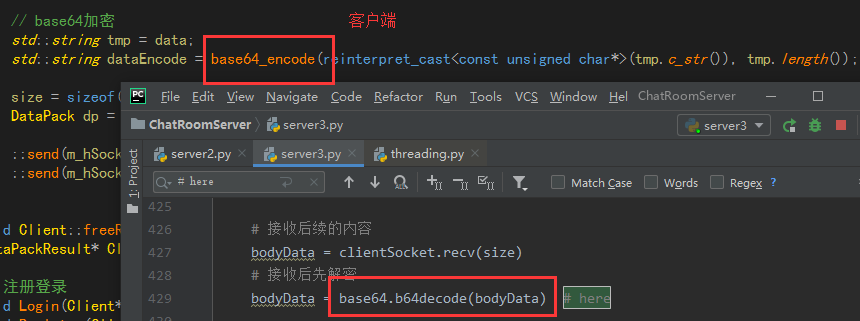 // base64加密
客户端
std::string tmp = data;
std::string dataEncode = base64_encode(reinterpret_cast<const unsigned char*>(tmp.c_str()), tmp.length());
size = sizeof(
DataPack dp =
::send(m_hSock
::send(m_hSock
d Client::freeR
taPackResult* Cl
注册登录
d Login(Client*
PC File Edit View Navigate Code Refactor Run Tools VCS Window Hel ChatRoomServer
ChatRoomServer server3.py server3
server2.py server3.py threading.py
1: Project
# here Match Case Words Regex ?
425
426 # 接收后续的内容
427 bodyData = clientSocket.recv(size)
428 # 接收后先解密
429 bodyData = base64.b64decode(bodyData) # here